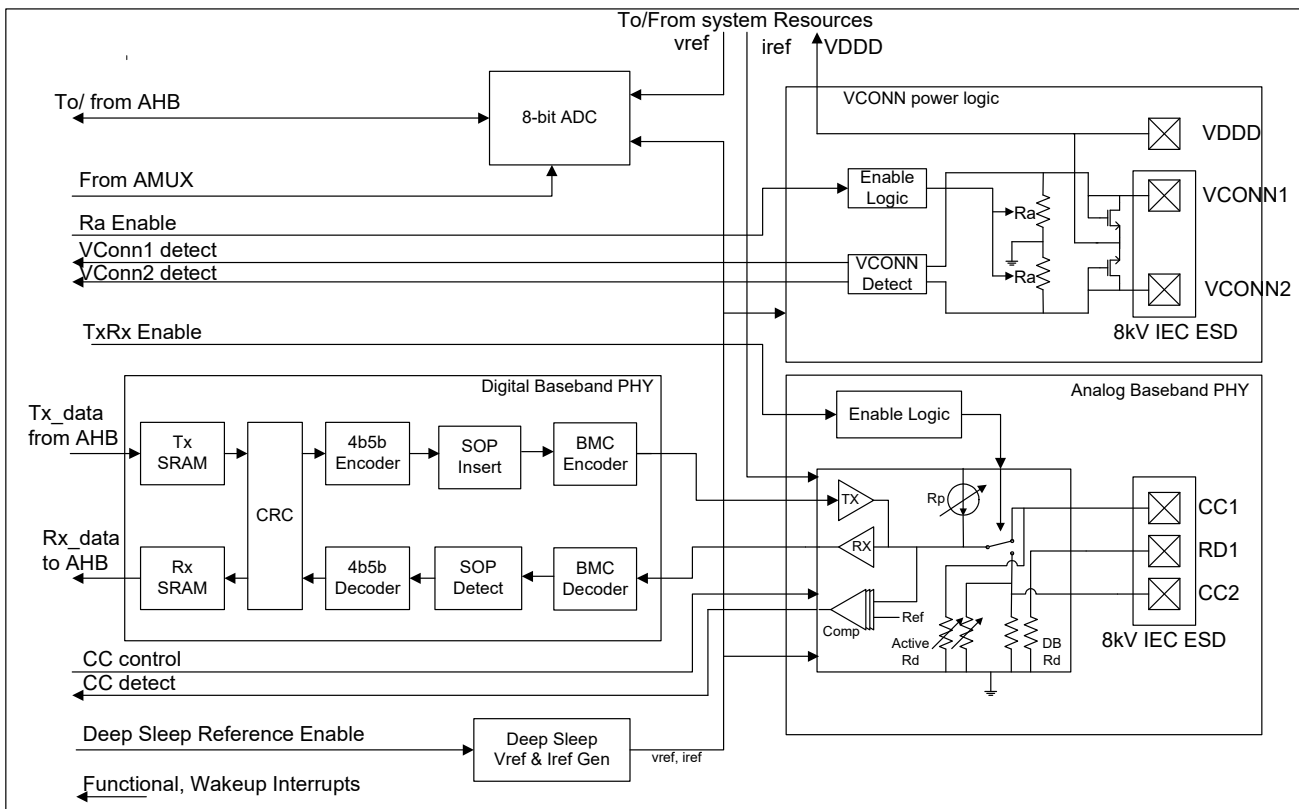 To/From system Resources
vref
iref
VDDD
To/ from AHB
8-bit ADC
From AMUX
VCONN power logic
VDDD
Enable
Logic
Ra
VCONN1
Ra Enable
VConn1 detect
VConn2 detect
VCONN
Detect
Ra
VCONN2
8kV IEC ESD
TxRx Enable
Digital Baseband PHY
Analog Baseband PHY
Enable Logic
Tx_data
from AHB
Tx
SRAM
CRC
4b5b
Encoder
SOP
Insert
BMC
Encoder
TX
Rp
CC1
Rx_data
to AHB
Rx
SRAM
4b5b
Decoder
SOP
Detect
BMC
Decoder
RX
RD1
CC2
Comp
Ref
Active
Rd
DB
Rd
8kV IEC ESD
CC control
CC detect
Deep Sleep Reference Enable
Deep Sleep
Vref & Iref Gen
vref, iref
Functional, Wakeup Interrupts